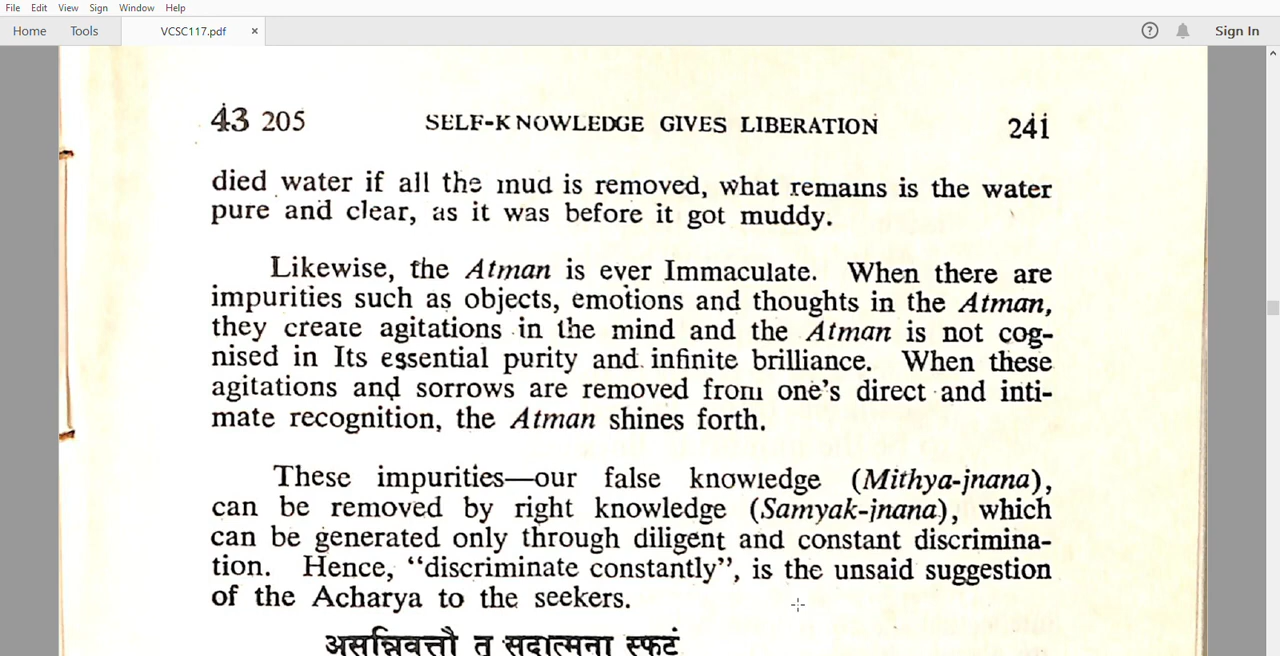 File Edit View Sign Window Help
Home Tools VCSC117.pdf × ? Sign In
43 205 SELF-KNOWLEDGE GIVES LIBERATION 241
died water if all the mud is removed, what remains is the water
pure and clear, as it was before it got muddy.
Likewise, the Atman is ever Immaculate. When there are
impurities such as objects, emotions and thoughts in the Atman,
they create agitations in the mind and the Atman is not cog-
nised in Its essential purity and infinite brilliance. When these
agitations and sorrows are removed from one's direct and inti-
mate recognition, the Atman shines forth.
These impurities—our false knowledge (Mithya-jnana),
can be removed by right knowledge (Samyak-jnana), which
can be generated only through diligent and constant discrimina-
tion. Hence, “discriminate constantly”, is the unsaid suggestion
of the Acharya to the seekers.
असन्निवृत्तौ तु सदात्मना स्फुटं